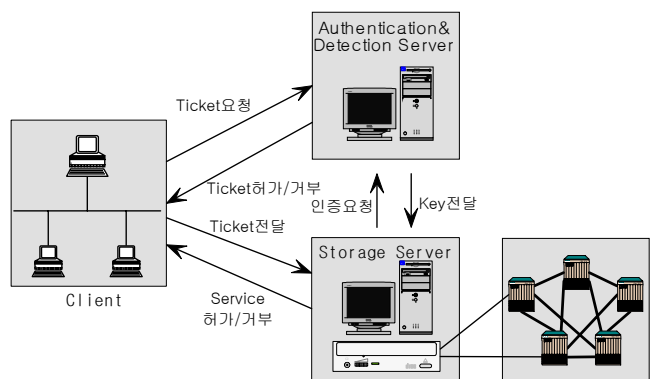 Authentication&
Detection Server
Ticket요청
Ticket허가/거부
인증요청
Key전달
Ticket전달
Storage Server
Client
Service
허가/거부